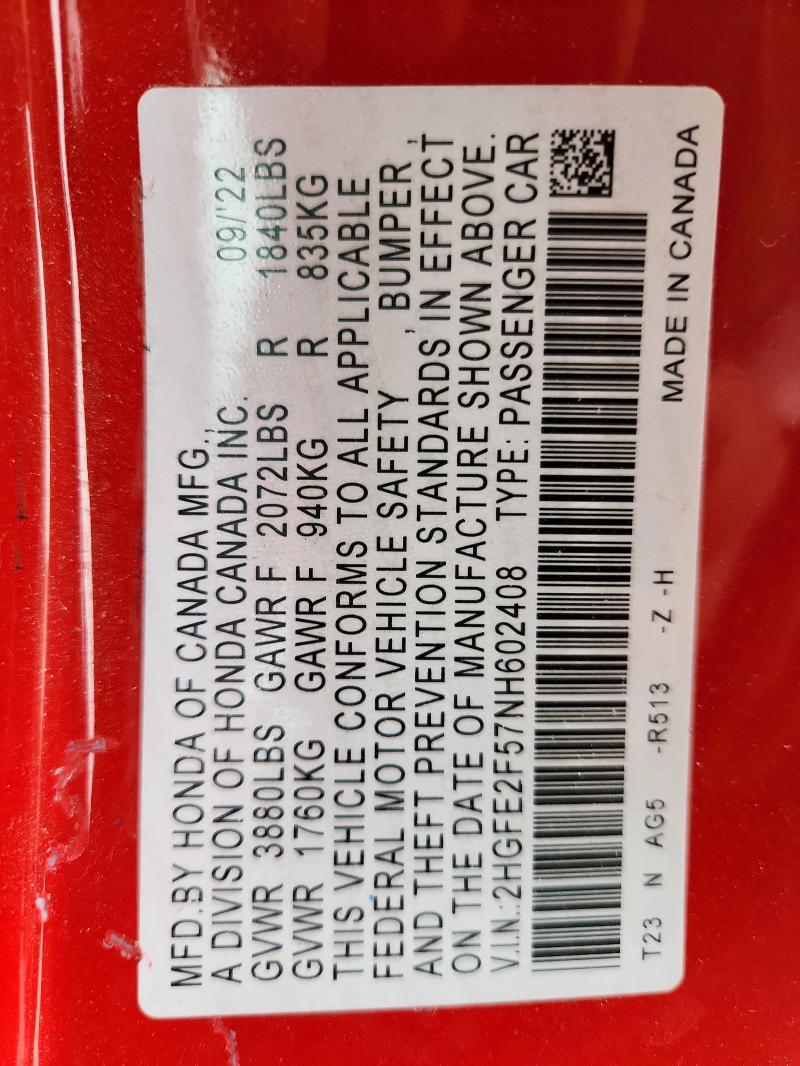 MFD.BY HONDA OF CANADA MFG.,
A DIVISION OF HONDA CANADA INC. 09/'22
GVWR 3880LBS GAWR F 2072LBS R 1840LBS
GVWR 1760KG GAWR F 940KG R 835KG
THIS VEHICLE CONFORMS TO ALL APPLICABLE
FEDERAL MOTOR VEHICLE SAFETY , BUMPER ,
AND THEFT PREVENTION STANDARDS IN EFFECT
ON THE DATE OF MANUFACTURE SHOWN ABOVE.
V.I.N.:2HGFE2F57NH602408 TYPE: PASSENGER CAR
T23 N AG5 -R513 -Z -H MADE IN CANADA